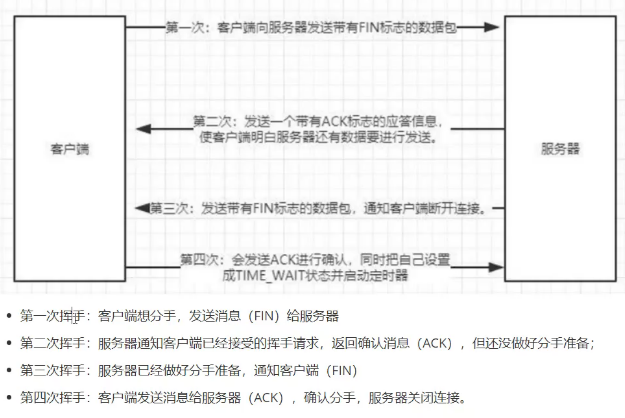 第一次：客户端向服务器发送带有FIN标志的数据包
第二次：发送一个带有ACK标志的应答信息，
使客户端明白服务器还有数据要进行发送。
客户端
服务器
第三次：发送带有FIN标志的数据包，通知客户端断开连接。
第四次：会发送ACK进行确认，同时把自己设置
成TIME_WAIT状态并启动定时器
• 第一次挥手：客户端想分手，发送消息（FIN）给服务器
• 第二次挥手：服务器通知客户端已经接受的挥手请求，返回确认消息（ACK），但还没做好分手准备；
• 第三次挥手：服务器已经做好分手准备，通知客户端（FIN）
• 第四次挥手：客户端发送消息给服务器（ACK），确认分手，服务器关闭连接。